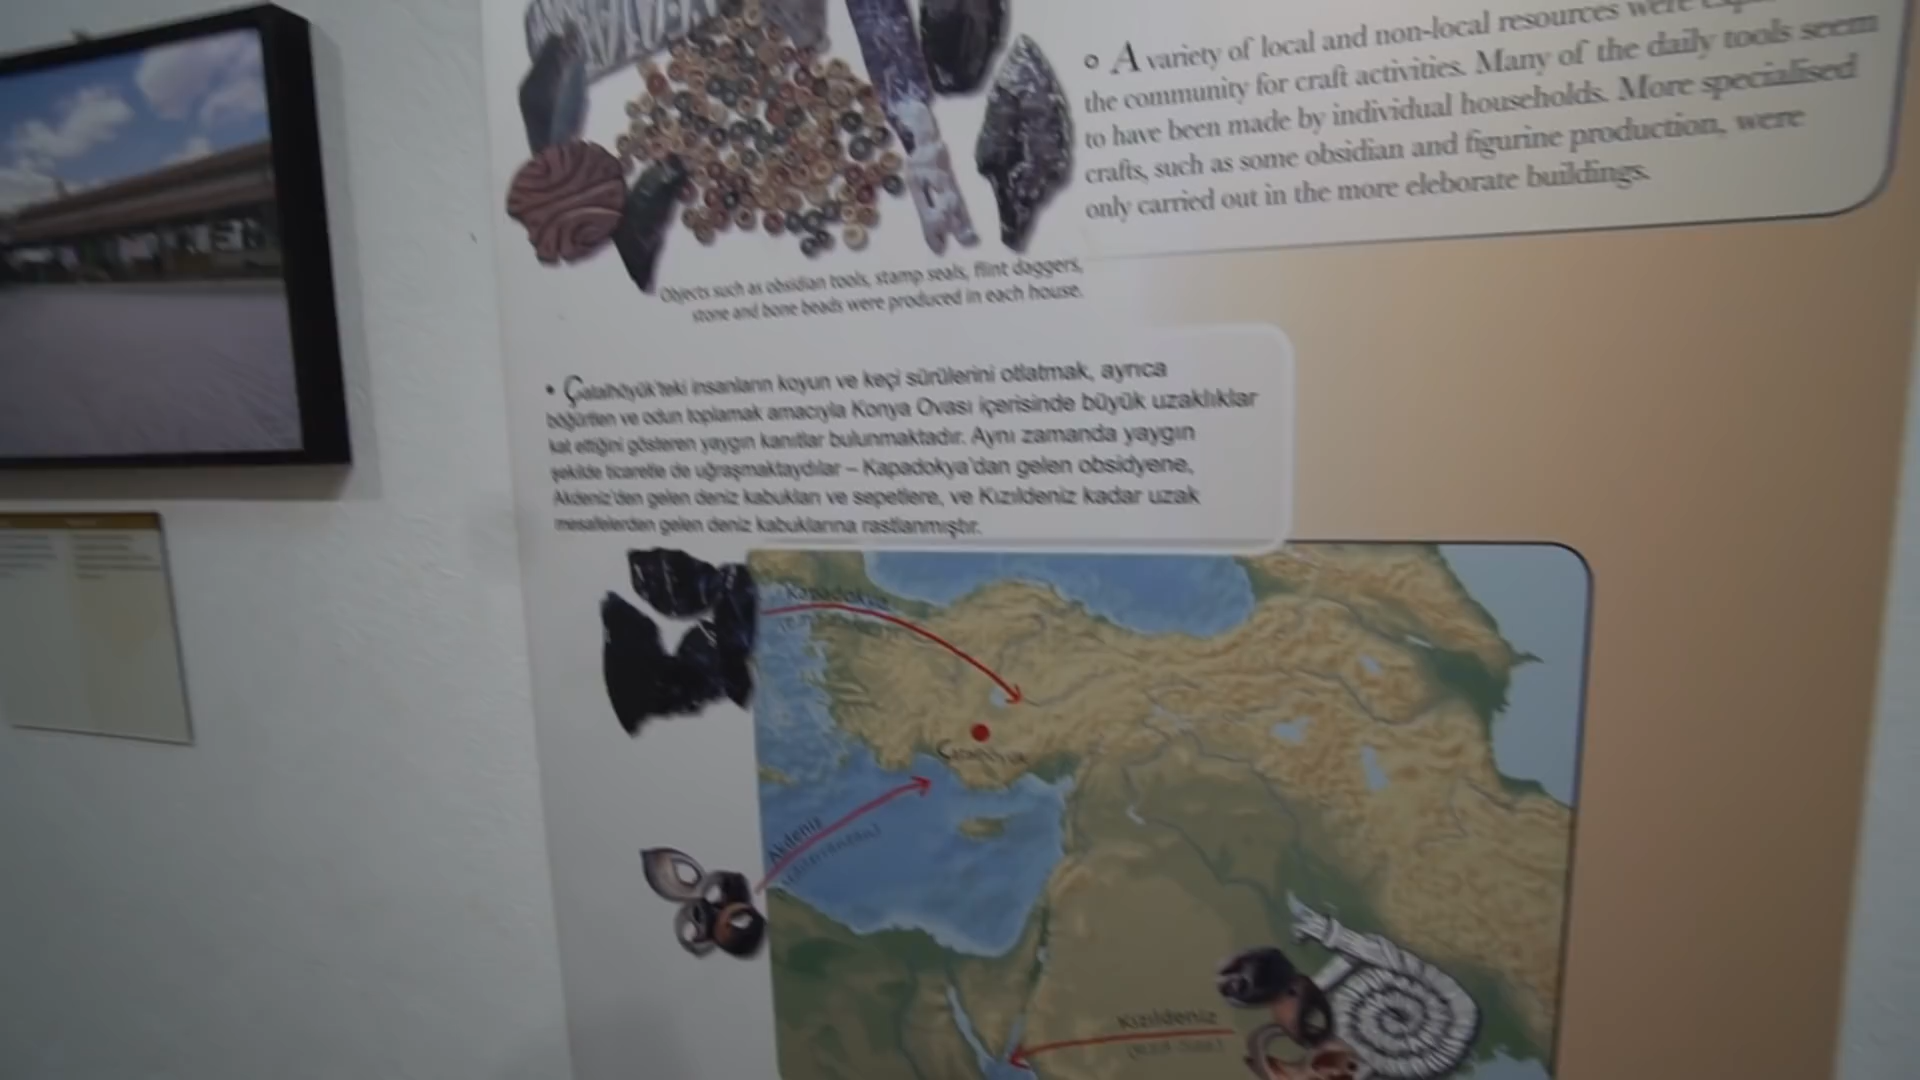 ○ A variety of local and non-local resources were
the community for craft activities. Many of the daily tools seem
to have been made by individual households. More specialised
crafts, such as some obsidian and figurine production, were
only carried out in the more eleborate buildings.
Objects such as obsidian tools, stamp seals, flint daggers,
stone and bone beads were produced in each house.
• Çatalhöyük'teki insanların koyun ve keçi sürülerini otlatmak, ayrıca
böğürtlen ve odun toplamak amacıyla Konya Ovası içerisinde büyük uzaklıklar
kat ettiğini gösteren yaygın kanıtlar bulunmaktadır. Aynı zamanda yaygın
şekilde ticaretle de uğraşmaktaydılar – Kapadokya'dan gelen obsidyene,
Akdeniz'den gelen deniz kabukları ve sepetlere, ve Kızıldeniz kadar uzak
mesafelerden gelen deniz kabuklarına rastlanmıştır.
Kapadokya
Çatalhöyük
Akdeniz
(Mediterranean)
Kızıldeniz
(Read Sea)